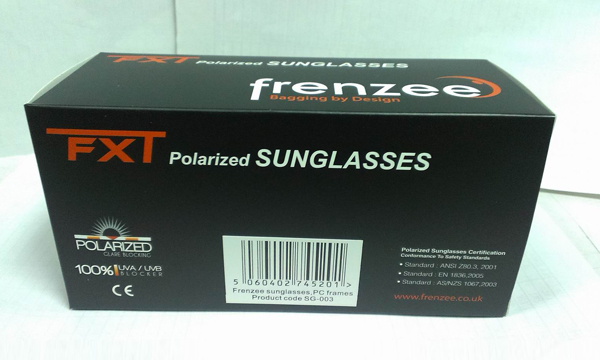 FXT Polarized SUNGLASSES
frenzee
Bagging by Design
FXT Polarized SUNGLASSES
POLARIZED
GLARE BLOCKING
100% UVA / UVB
BLOCKER
CE
5 060402 745201 >
Frenzee sunglasses,PC frames
Product code SG-003
Polarized Sunglasses Certification
Conformance To Safety Standards
• Standard : ANSI Z80.3, 2001
• Standard : EN 1836,2005
• Standard : AS/NZS 1067,2003
www.frenzee.co.uk